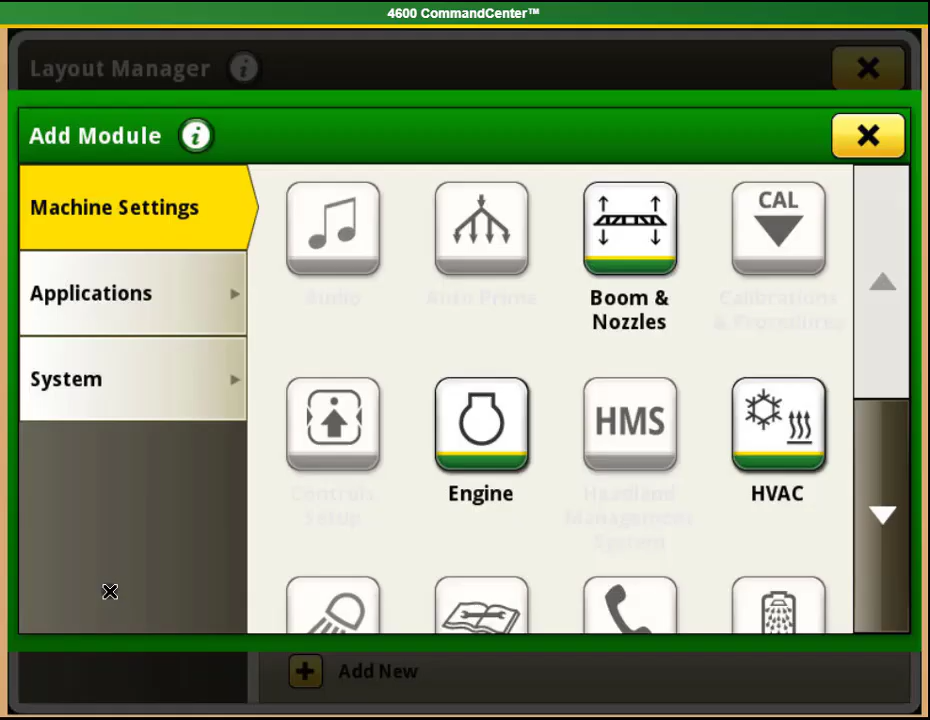 4600 CommandCenter™
Layout Manager i
Add Module i
Machine Settings
Applications
System
Audio
Auto Prime
Boom &
Nozzles
CAL
Calibrations
& Procedures
Controls
Setup
Engine
HMS
Headland
Management
System
HVAC
Add New